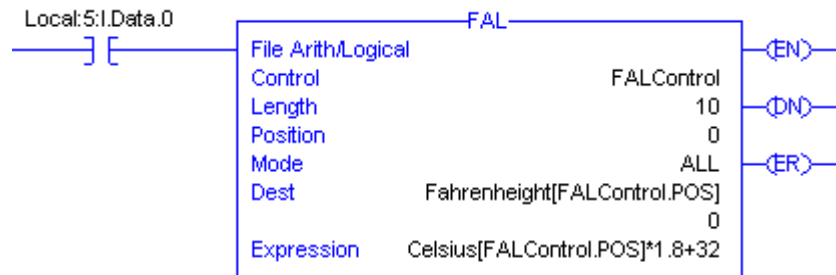 Local:5:I.Data.0
FAL
File Arith/Logical
EN
Control FALControl
Length 10
DN
Position 0
Mode ALL
ER
Dest Fahrenheight[FALControl.POS]
0
Expression Celsius[FALControl.POS]*1.8+32